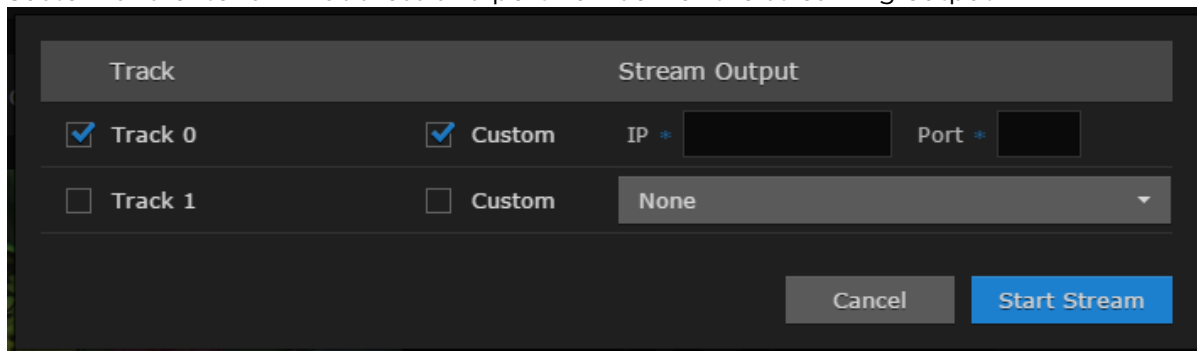 Track Stream Output
Track 0 Custom IP * Port *
Track 1 Custom None
Cancel Start Stream